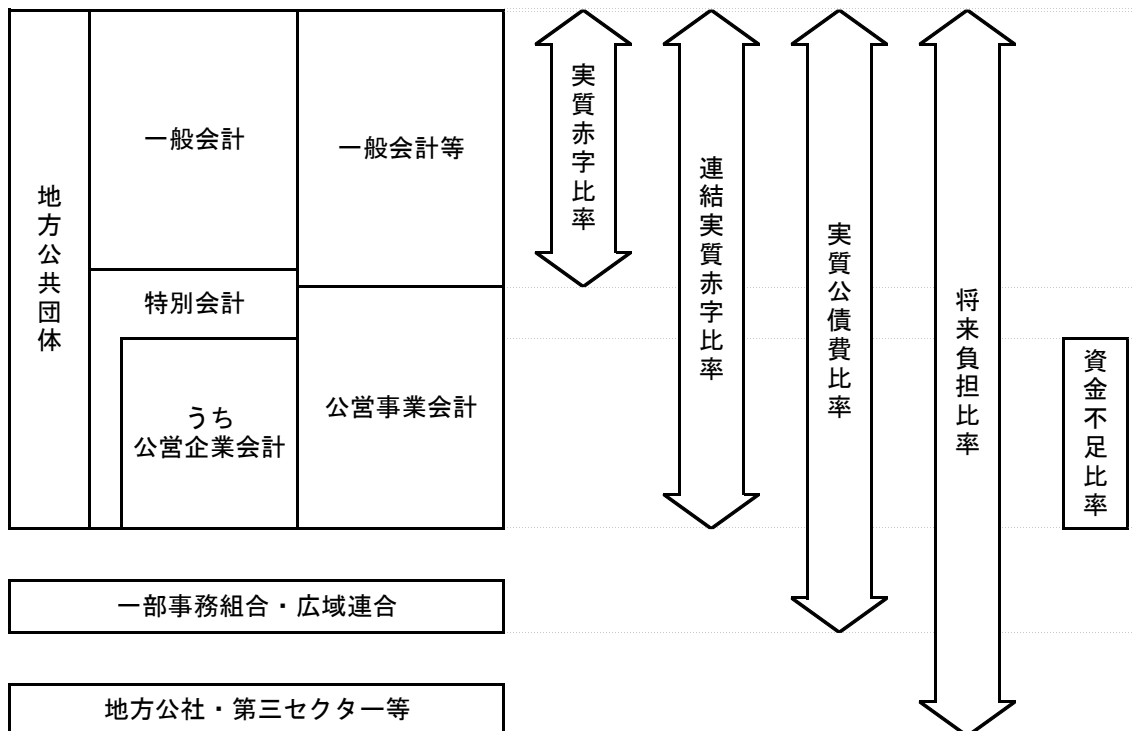 地方公共団体
一般会計
一般会計等
特別会計
うち
公営企業会計
公営事業会計
一部事務組合・広域連合
地方公社・第三セクター等
実質赤字比率
連結実質赤字比率
実質公債費比率
将来負担比率
資金不足比率